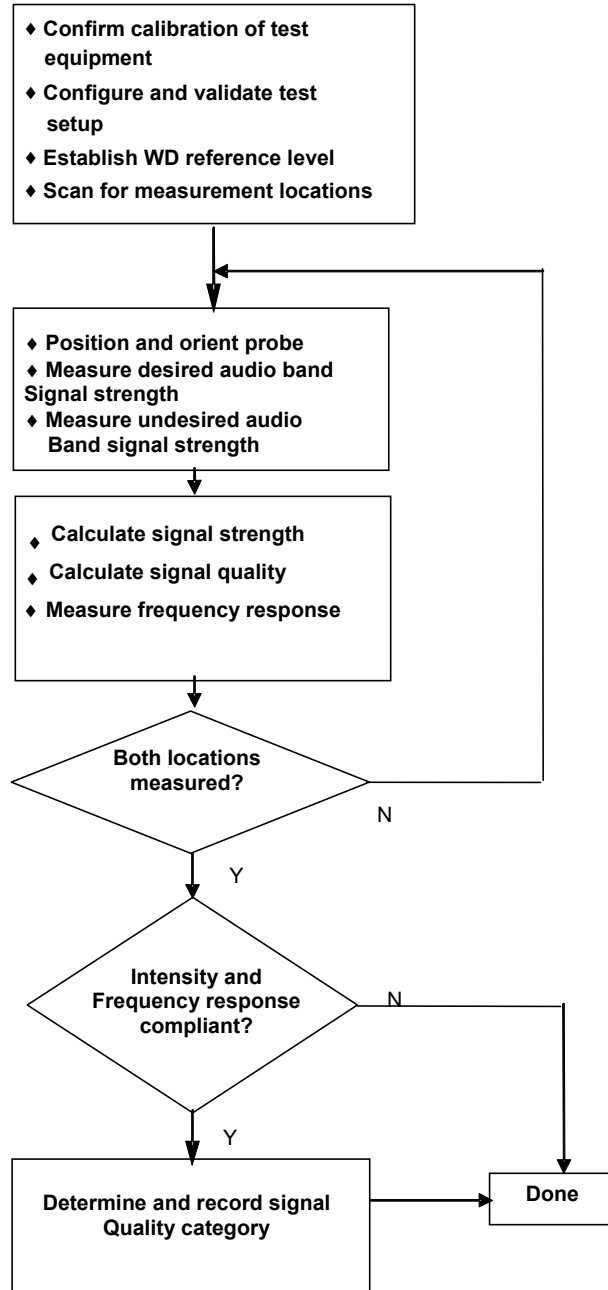 ♦ Confirm calibration of test
equipment
♦ Configure and validate test
setup
♦ Establish WD reference level
♦ Scan for measurement locations
♦ Position and orient probe
♦ Measure desired audio band
Signal strength
♦ Measure undesired audio
Band signal strength
♦ Calculate signal strength
♦ Calculate signal quality
♦ Measure frequency response
Both locations
measured?
N
Y
Intensity and
Frequency response
compliant?
N
Y
Determine and record signal
Quality category
Done